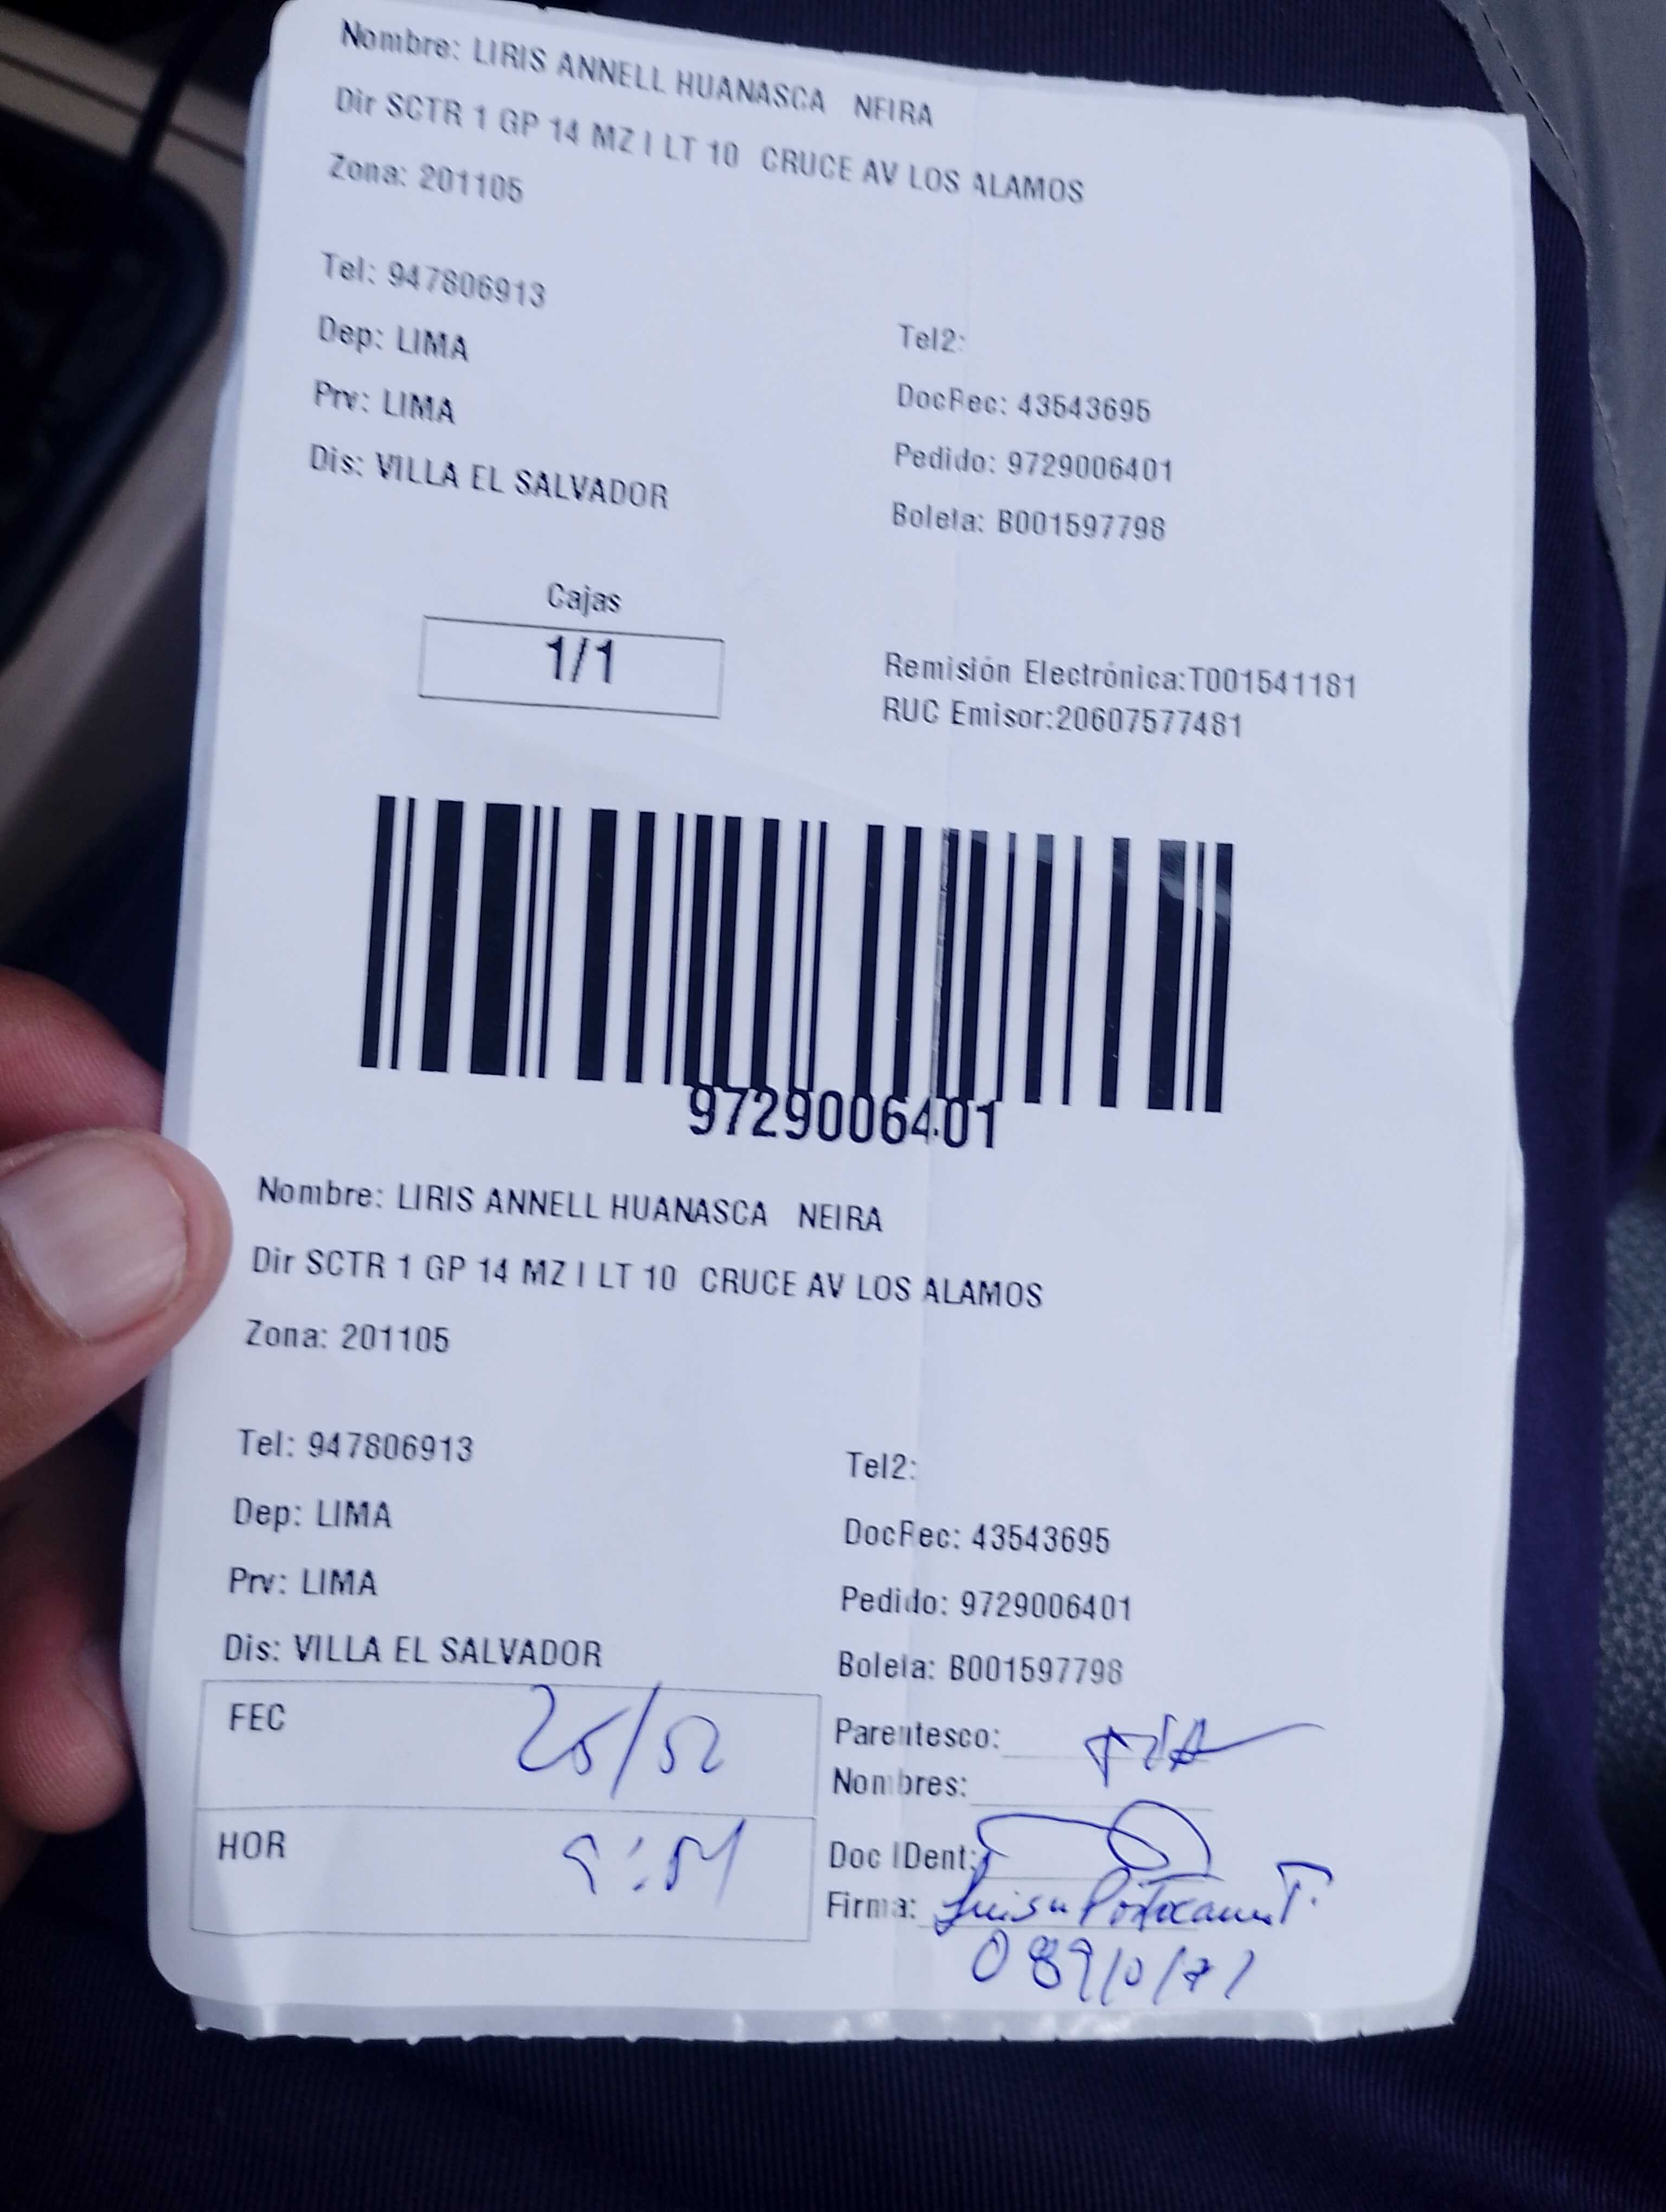 Nombre: LIRIS ANNELL HUANASCA NEIRA
Dir SCTR 1 GP 14 MZ I LT 10 CRUCE AV LOS ALAMOS
Zona: 201105
Tel: 947806913
Tel2:
Dep: LIMA
DocRec: 43543695
Prv: LIMA
Pedido: 9729006401
Dis: VILLA EL SALVADOR
Boleta: B001597798
Cajas
1/1
Remisión Electrónica:T001541181
RUC Emisor:20607577481
9729006401
Nombre: LIRIS ANNELL HUANASCA NEIRA
Dir SCTR 1 GP 14 MZ I LT 10 CRUCE AV LOS ALAMOS
Zona: 201105
Tel: 947806913
Tel2:
Dep: LIMA
DocRec: 43543695
Prv: LIMA
Pedido: 9729006401
Dis: VILLA EL SALVADOR
Boleta: B001597798
FEC
Parentesco:
Nombres:
HOR
Doc IDent:
Firma: